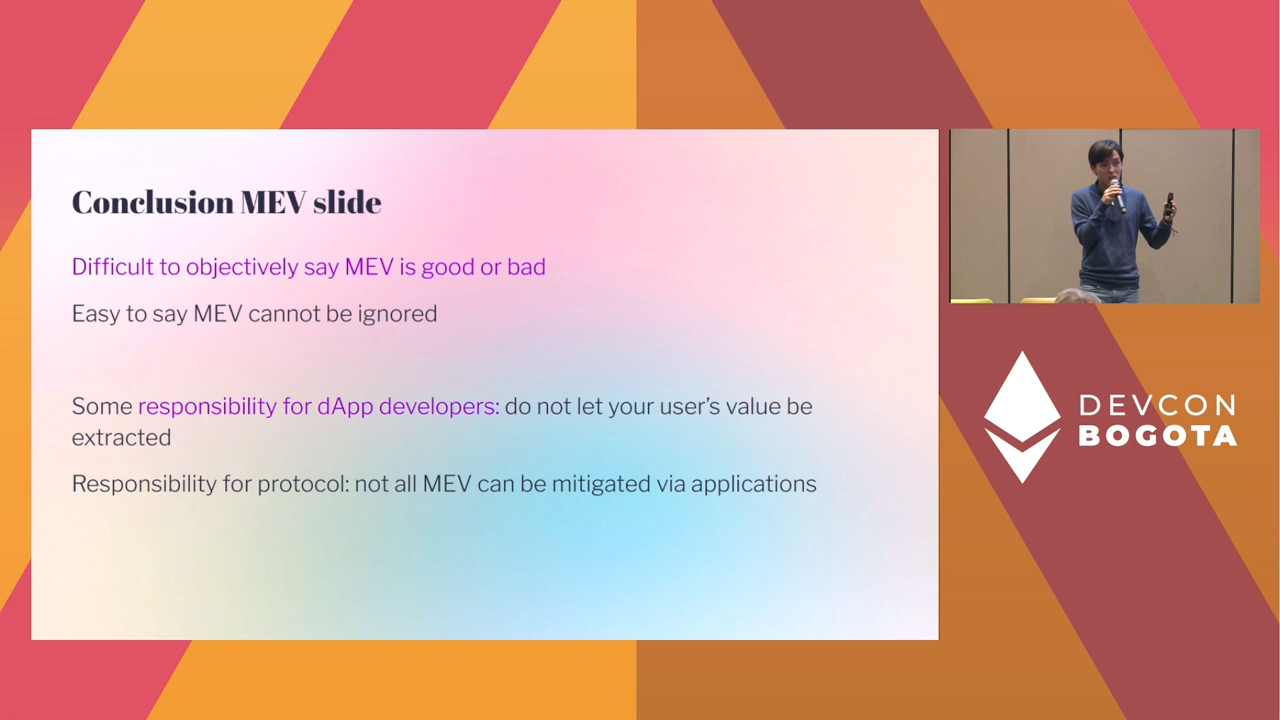 Conclusion MEV slide
Difficult to objectively say MEV is good or bad
Easy to say MEV cannot be ignored
Some responsibility for dApp developers: do not let your user's value be
extracted
Responsibility for protocol: not all MEV can be mitigated via applications
DEVCON
BOGOTA